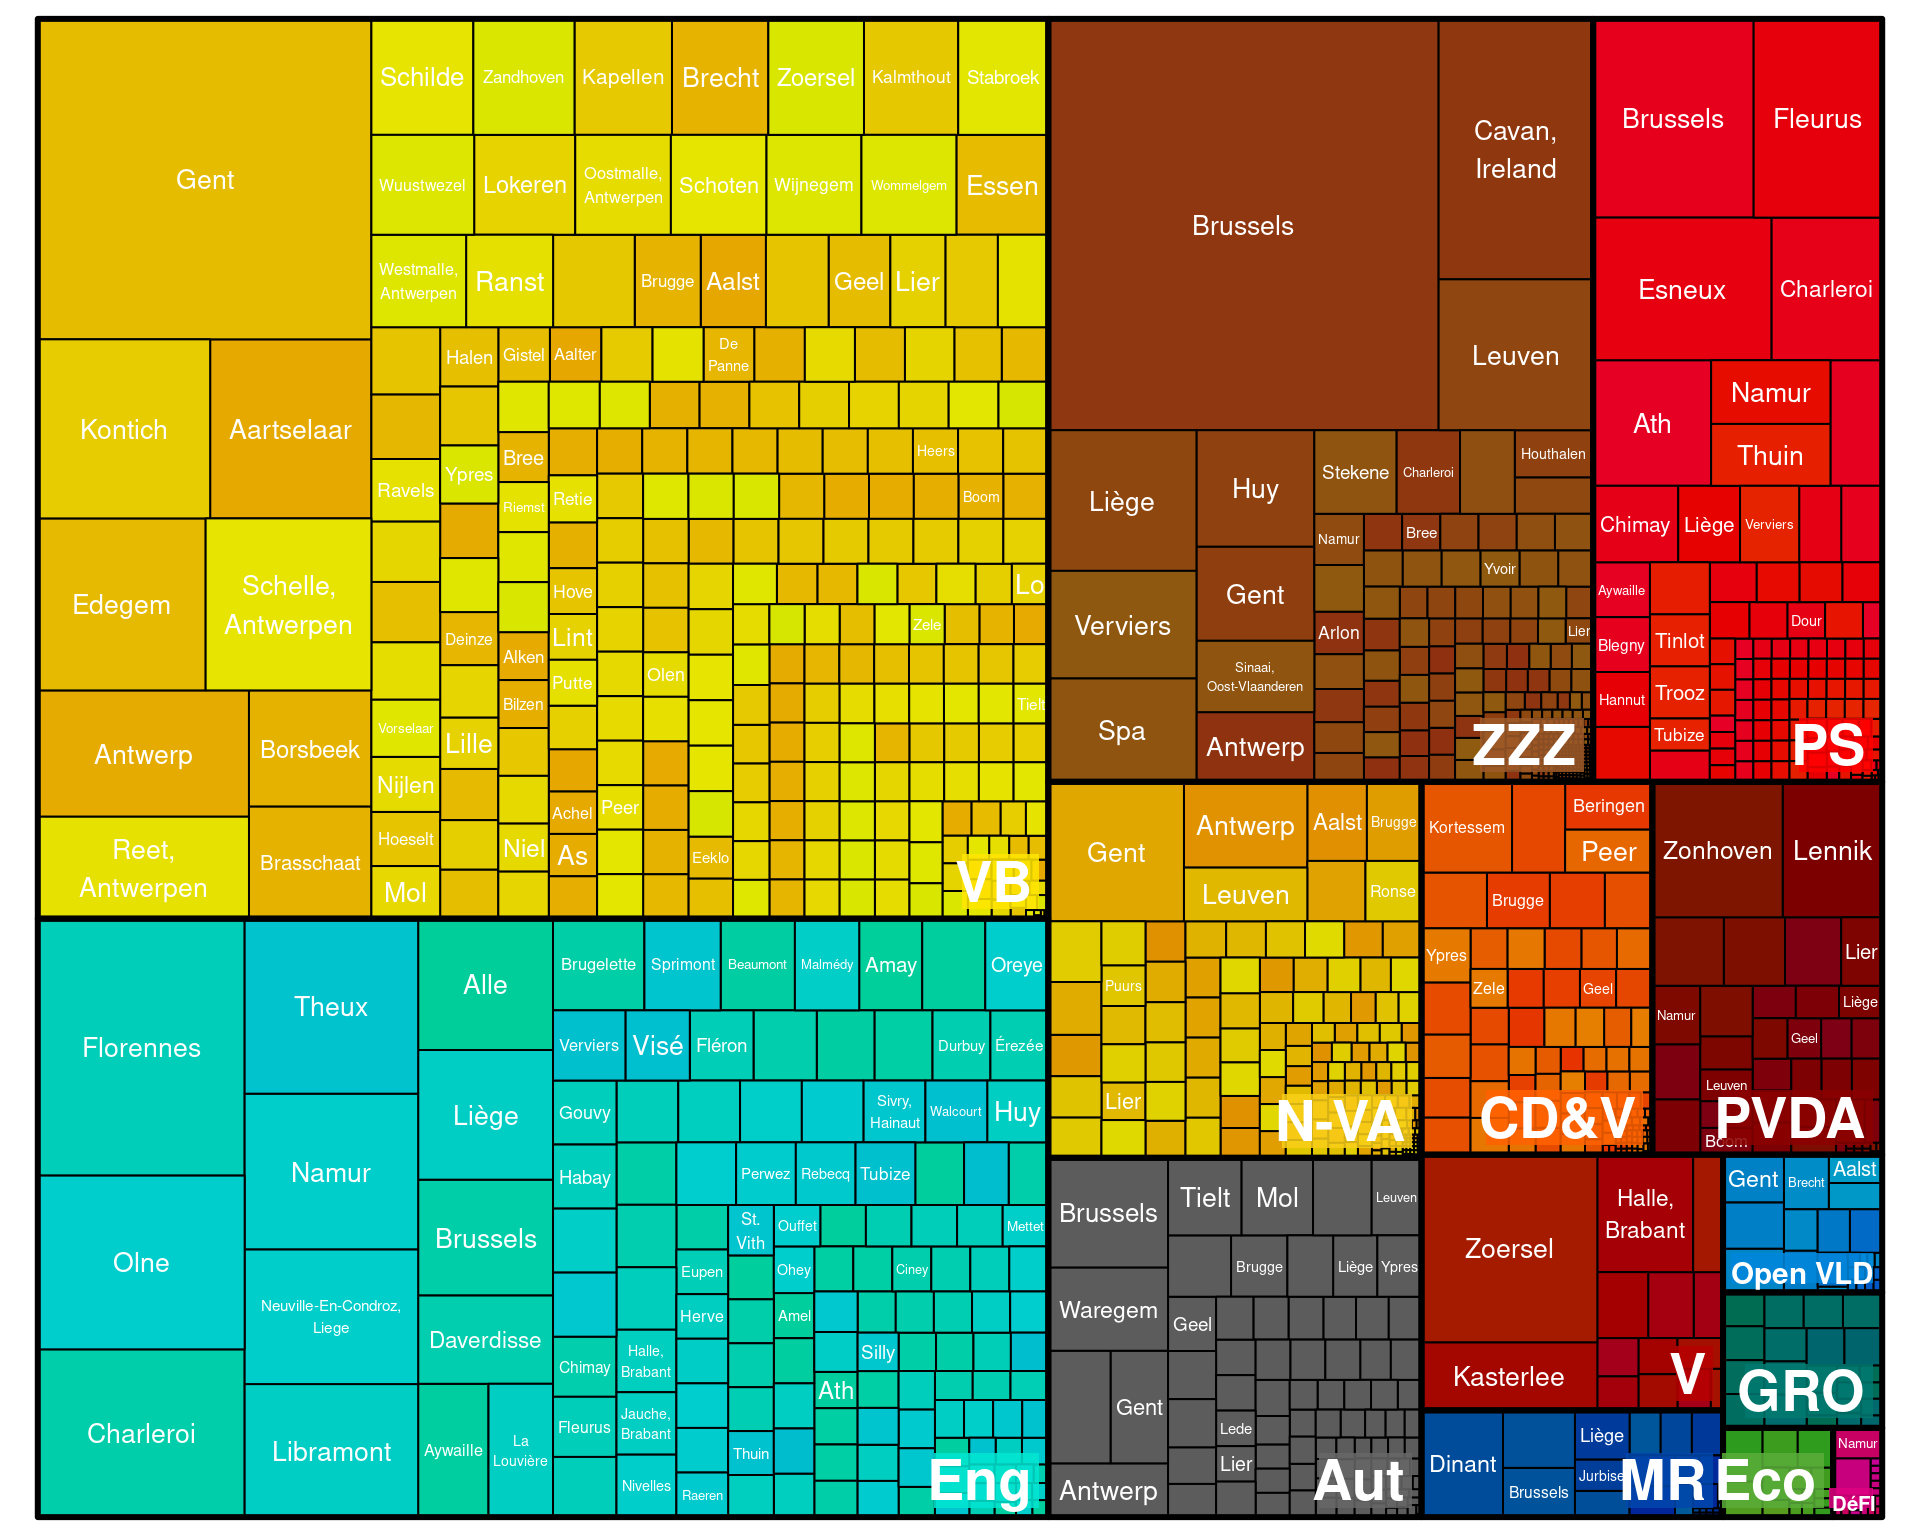 Gent
Schilde
Zandhoven
Kapellen
Brecht
Zoersel
Kalmthout
Stabroek
Wuustwezel
Lokeren
Oostmalle,
Antwerpen
Schoten
Wijnegem
Wommelgem
Essen
Westmalle,
Antwerpen
Ranst
Brugge
Aalst
Geel
Lier
Kontich
Aartselaar
Halen
Gistel
Aalter
De
Panne
Bree
Heers
Ravels
Ypres
Riemst
Retie
Boom
Edegem
Schelle,
Antwerpen
Hove
Lo
Deinze
Lint
Zele
Alken
Putte
Olen
Bilzen
Tielt
Antwerp
Borsbeek
Vorselaar
Lille
Nijlen
Achel
Peer
Reet,
Antwerpen
Brasschaat
Hoeselt
Niel
As
Eeklo
Mol
VB
Brussels
Cavan,
Ireland
Leuven
Liège
Huy
Stekene
Charleroi
Houthalen
Namur
Bree
Yvoir
Gent
Verviers
Arlon
Lier
Sinaai,
Oost-Vlaanderen
Spa
Antwerp
ZZZ
Brussels
Fleurus
Esneux
Charleroi
Ath
Namur
Thuin
Chimay
Liège
Verviers
Aywaille
Blegny
Tinlot
Dour
Hannut
Trooz
Tubize
PS
Florennes
Theux
Alle
Brugelette
Sprimont
Beaumont
Malmédy
Amay
Oreye
Verviers
Visé
Fléron
Durbuy
Érezée
Liège
Gouvy
Sivry,
Hainaut
Walcourt
Huy
Olne
Namur
Habay
Perwez
Rebecq
Tubize
Brussels
St.
Vith
Ouffet
Mettet
Eupen
Ohey
Ciney
Neuville-En-Condroz,
Liege
Daverdisse
Herve
Amel
Chimay
Halle,
Brabant
Silly
Ath
Charleroi
Libramont
Aywaille
La
Louvière
Fleurus
Jauche,
Brabant
Thuin
Nivelles
Raeren
Eng
Gent
Antwerp
Aalst
Brugge
Leuven
Ronse
Puurs
Lier
N-VA
Kortessem
Beringen
Peer
Brugge
Ypres
Zele
Geel
CD&V
Zonhoven
Lennik
Lier
Namur
Liège
Geel
Leuven
Boom
PVDA
Brussels
Tielt
Mol
Leuven
Waregem
Brugge
Liège
Ypres
Geel
Gent
Lede
Lier
Antwerp
Aut
Zoersel
Halle,
Brabant
Kasterlee
V
Gent
Brecht
Aalst
Open VLD
GRO
Dinant
Liège
Jurbise
Brussels
MR
Eco
Namur
DéFI